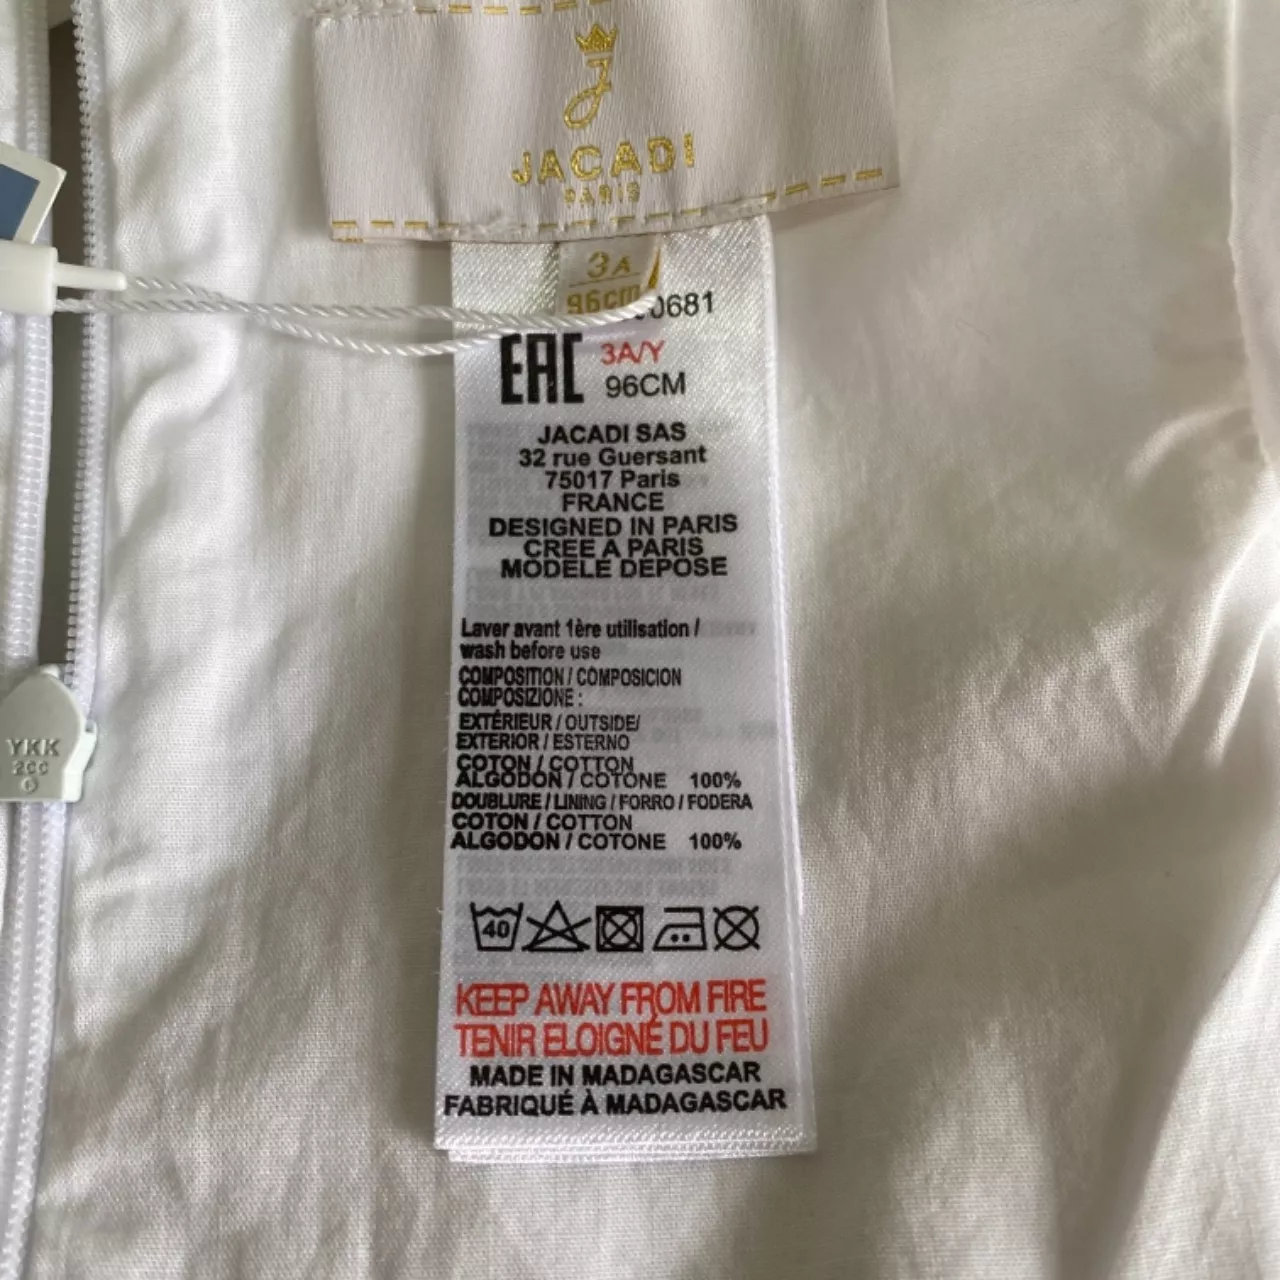 J
JACADI
PARIS
3A
96cm
0681
EAC
3A/Y
96CM
JACADI SAS
32 rue Guersant
75017 Paris
FRANCE
DESIGNED IN PARIS
CREE A PARIS
MODELE DEPOSE
Laver avant 1ère utilisation /
wash before use
COMPOSITION / COMPOSICION
COMPOSIZIONE :
EXTÉRIEUR / OUTSIDE/
EXTERIOR / ESTERNO
COTON / COTTON
ALGODÓN / COTONE 100%
DOUBLURE / LINING / FORRO / FODERA
COTON / COTTON
ALGODON / COTONE 100%
40
KEEP AWAY FROM FIRE
TENIR ELOIGNÉ DU FEU
MADE IN MADAGASCAR
FABRIQUÉ À MADAGASCAR
YKK
2CC